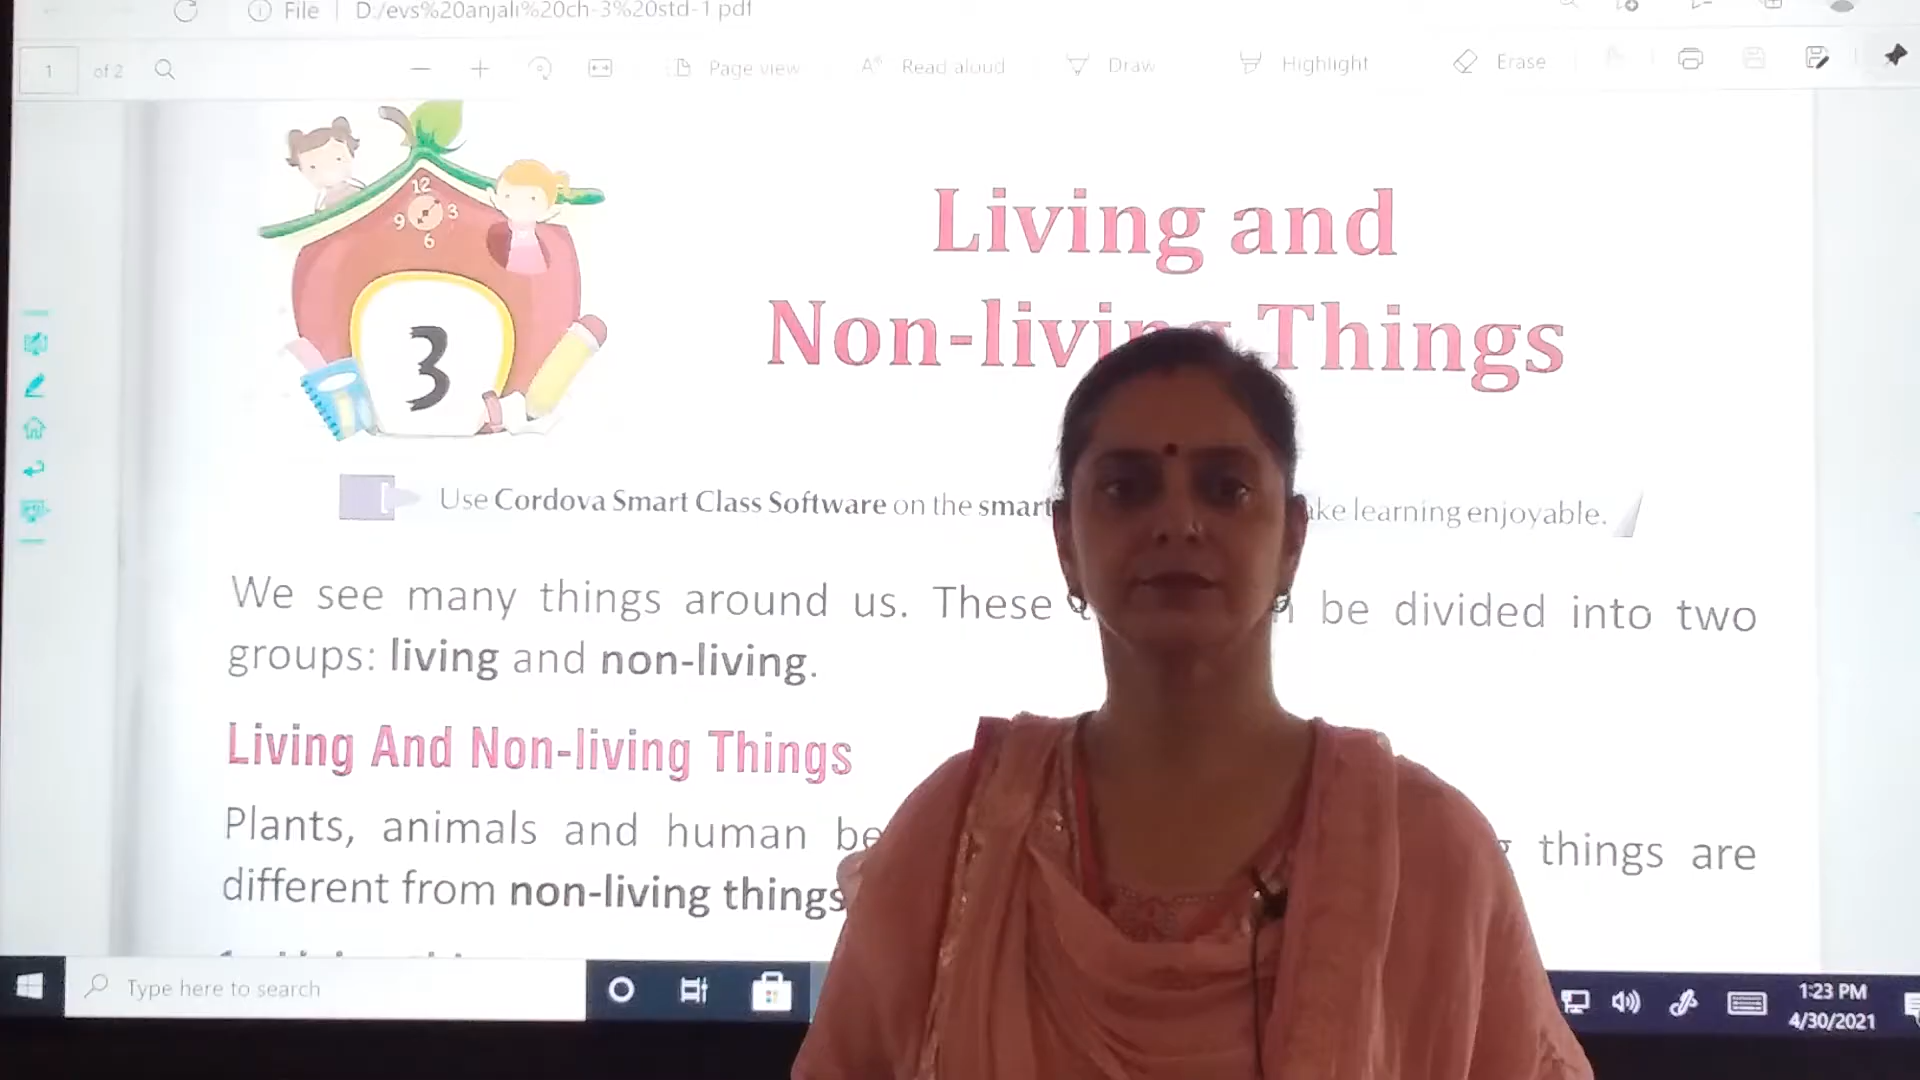 File D:/evs%20anjali%20ch-3%20std-1 pdf
1 of 2 Page view Read aloud Draw Highlight Erase
12
9 3
6
3
Living and
Non-living Things
Use Cordova Smart Class Software on the smart learning enjoyable.
We see many things around us. These be divided into two
groups: living and non-living.
Living And Non-living Things
Plants, animals and human things are
different from non-living things
Type here to search
1:23 PM
4/30/2021